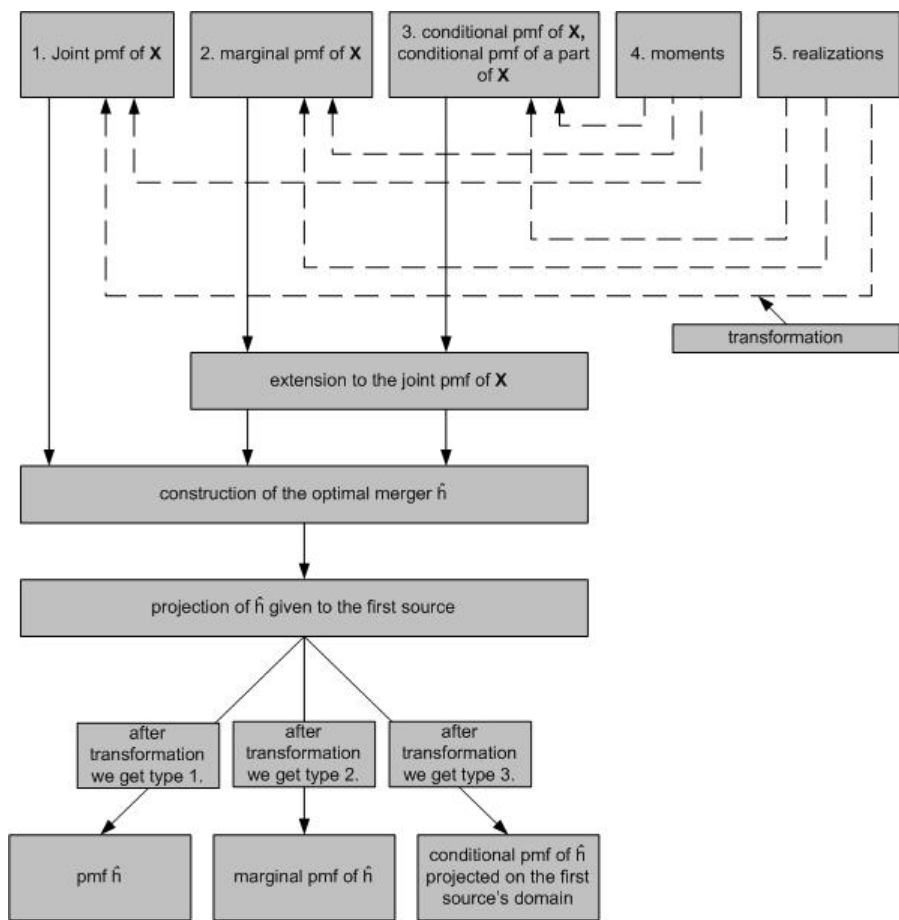 1. Joint pmf of X
2. marginal pmf of X
3. conditional pmf of X,
conditional pmf of a part
of X
4. moments
5. realizations
transformation
extension to the joint pmf of X
construction of the optimal merger ĥ
projection of ĥ given to the first source
after
transformation
we get type 1.
after
transformation
we get type 2.
after
transformation
we get type 3.
pmf ĥ
marginal pmf of ĥ
conditional pmf of ĥ
projected on the first
source's domain